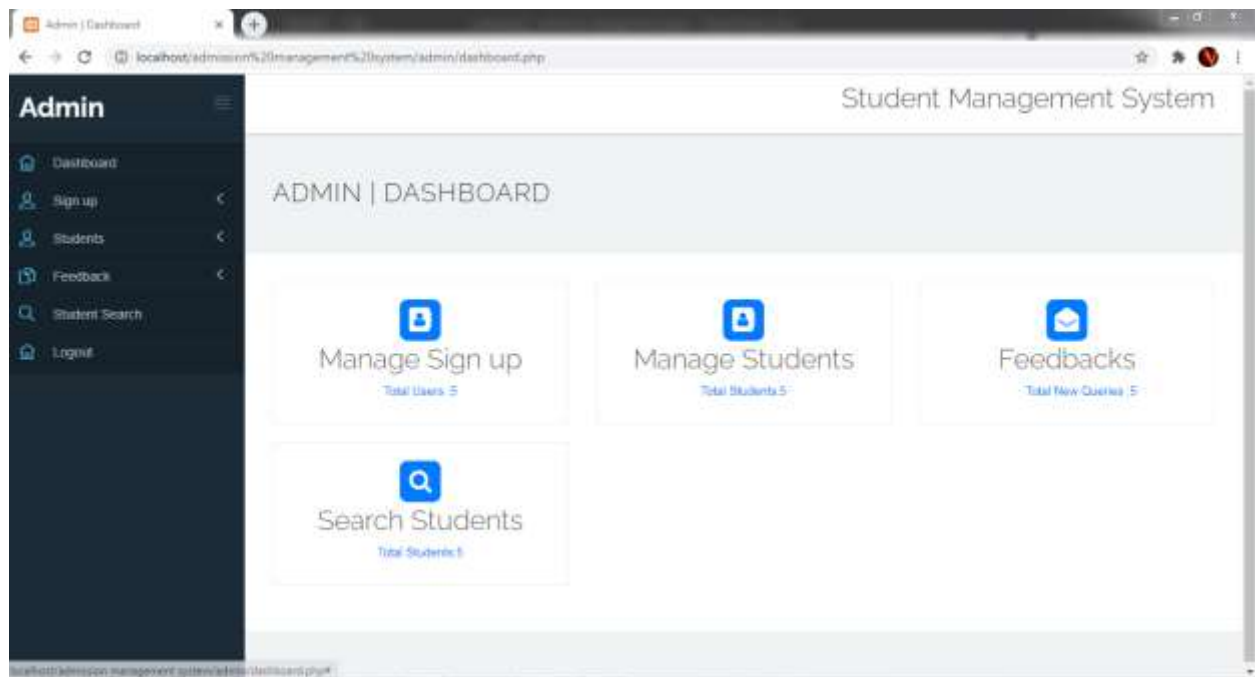 Admin | Dashboard
localhost/admission%20management%20system/admin/dashboard.php
Admin
Student Management System
Dashboard
Sign up
Students
Feedback
Student Search
Logout
ADMIN | DASHBOARD
Manage Sign up
Total Users :5
Manage Students
Total Students:5
Feedbacks
Total New Queries :5
Search Students
Total Students:5
localhost/admission management system/admin/dashboard.php#